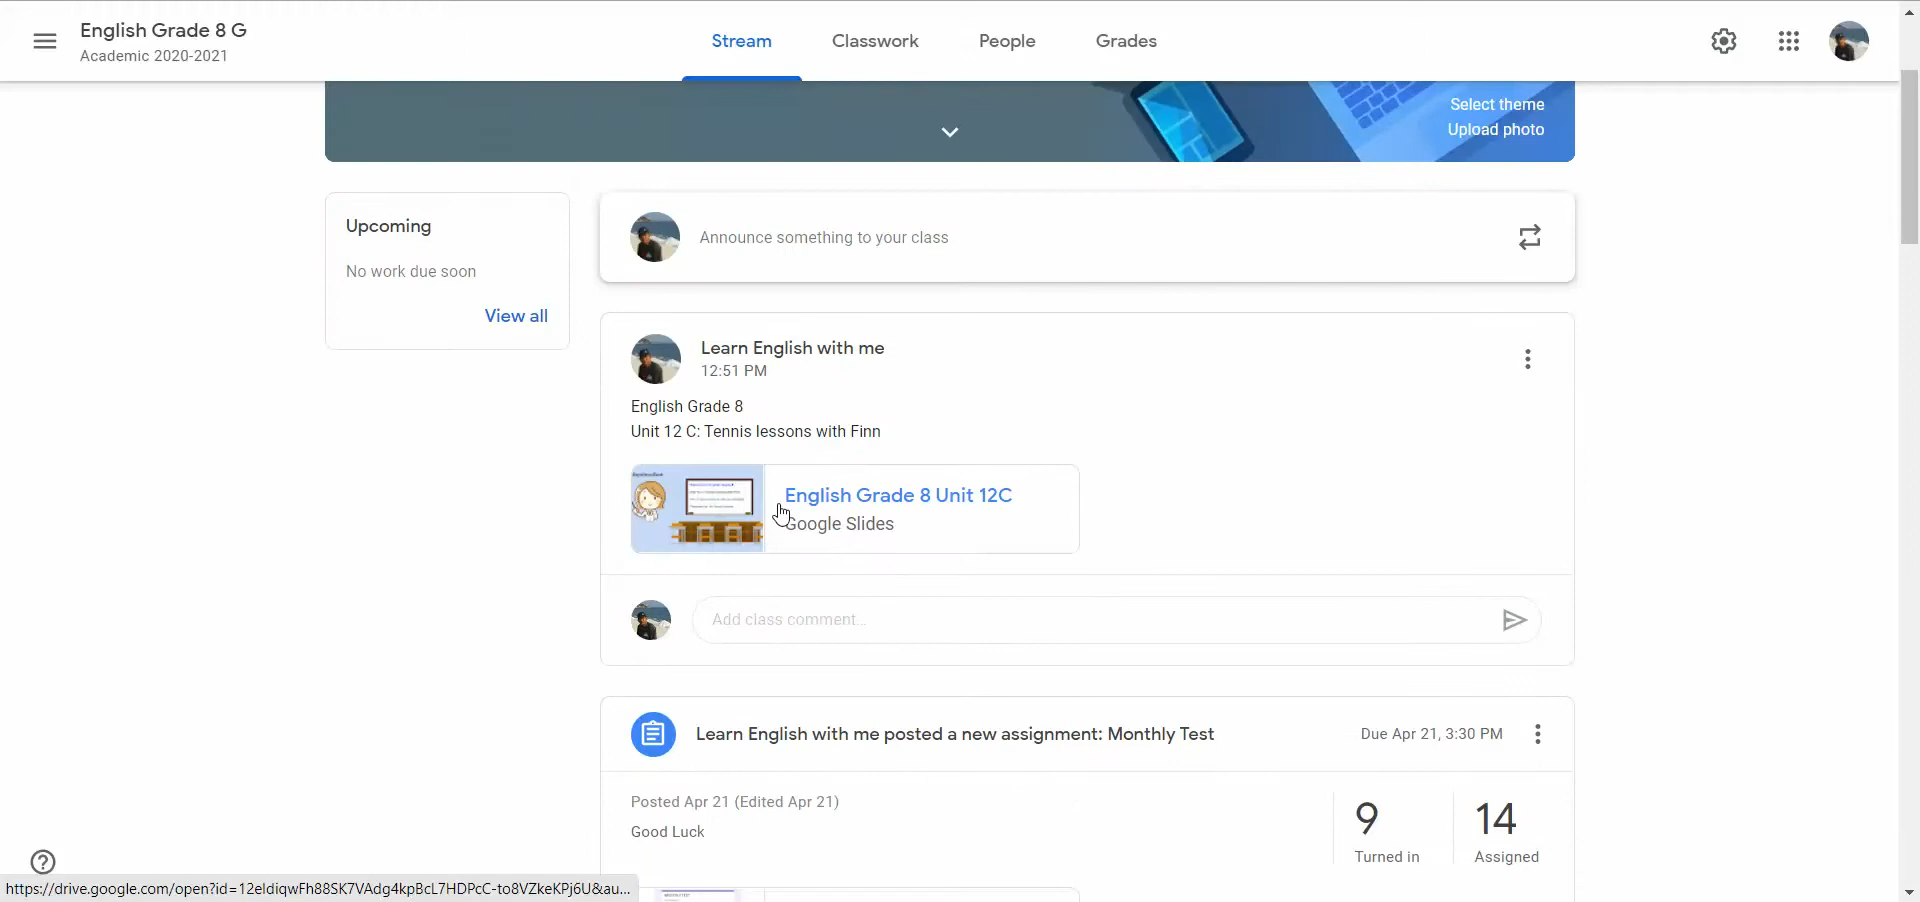 English Grade 8 G
Academic 2020-2021
Stream
Classwork
People
Grades
Select theme
Upload photo
Upcoming
No work due soon
View all
Announce something to your class
Learn English with me
12:51 PM
English Grade 8
Unit 12 C: Tennis lessons with Finn
English Grade 8 Unit 12C
Google Slides
Add class comment...
Learn English with me posted a new assignment: Monthly Test
Due Apr 21, 3:30 PM
Posted Apr 21 (Edited Apr 21)
Good Luck
9
Turned in
14
Assigned
https://drive.google.com/open?id=12eIdiqwFh88SK7VAdg4kpBcL7HDPcC-to8VZkeKPj6U&au...